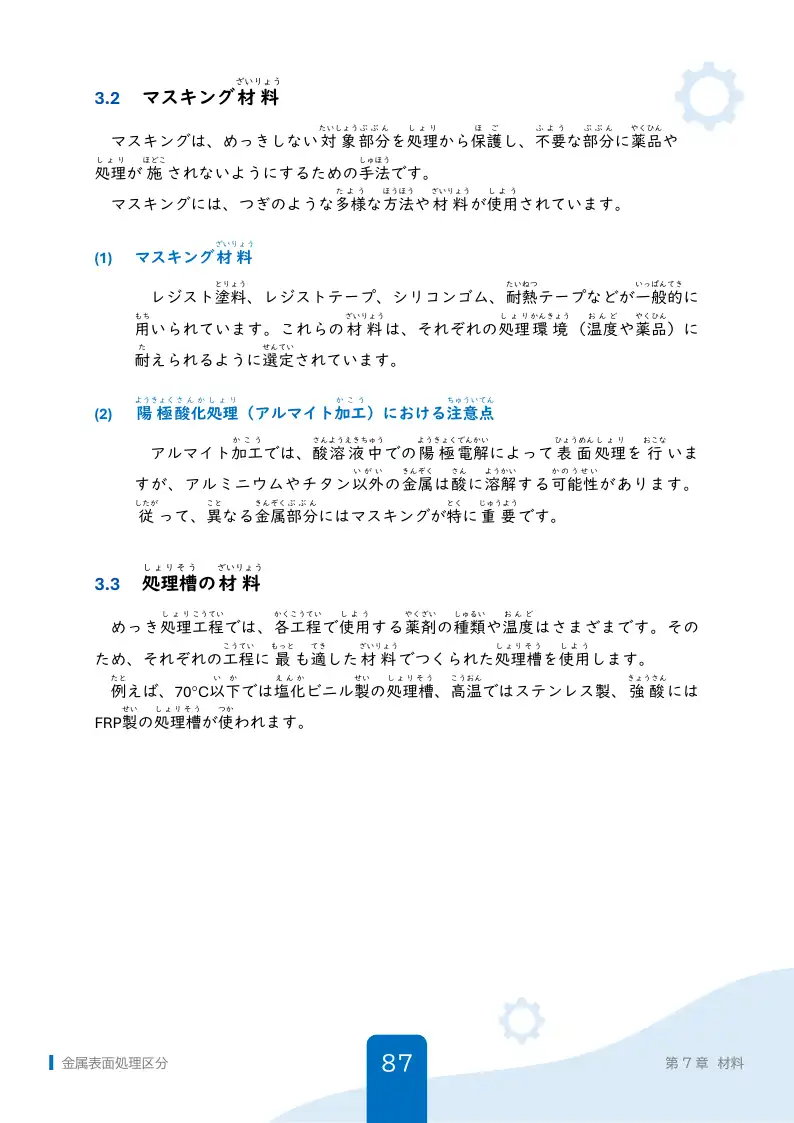 3.2 マスキング材料
マスキングは、めっきしない対象部分を処理から保護し、不要な部分に薬品や
処理が施されないようにするための手法です。
マスキングには、つぎのような多様な方法や材料が使用されています。
(1) マスキング材料
レジスト塗料、レジストテープ、シリコンゴム、耐熱テープなどが一般的に
用いられています。これらの材料は、それぞれの処理環境（温度や薬品）に
耐えられるように選定されています。
(2) 陽極酸化処理（アルマイト加工）における注意点
アルマイト加工では、酸溶液中での陽極電解によって表面処理を行いま
すが、アルミニウムやチタン以外の金属は酸に溶解する可能性があります。
従って、異なる金属部分にはマスキングが特に重要です。
3.3 処理槽の材料
めっき処理工程では、各工程で使用する薬剤の種類や温度はさまざまです。その
ため、それぞれの工程に最も適した材料でつくられた処理槽を使用します。
例えば、70°C以下では塩化ビニル製の処理槽、高温ではステンレス製、強酸には
FRP製の処理槽が使われます。
金属表面処理区分
87
第7章 材料